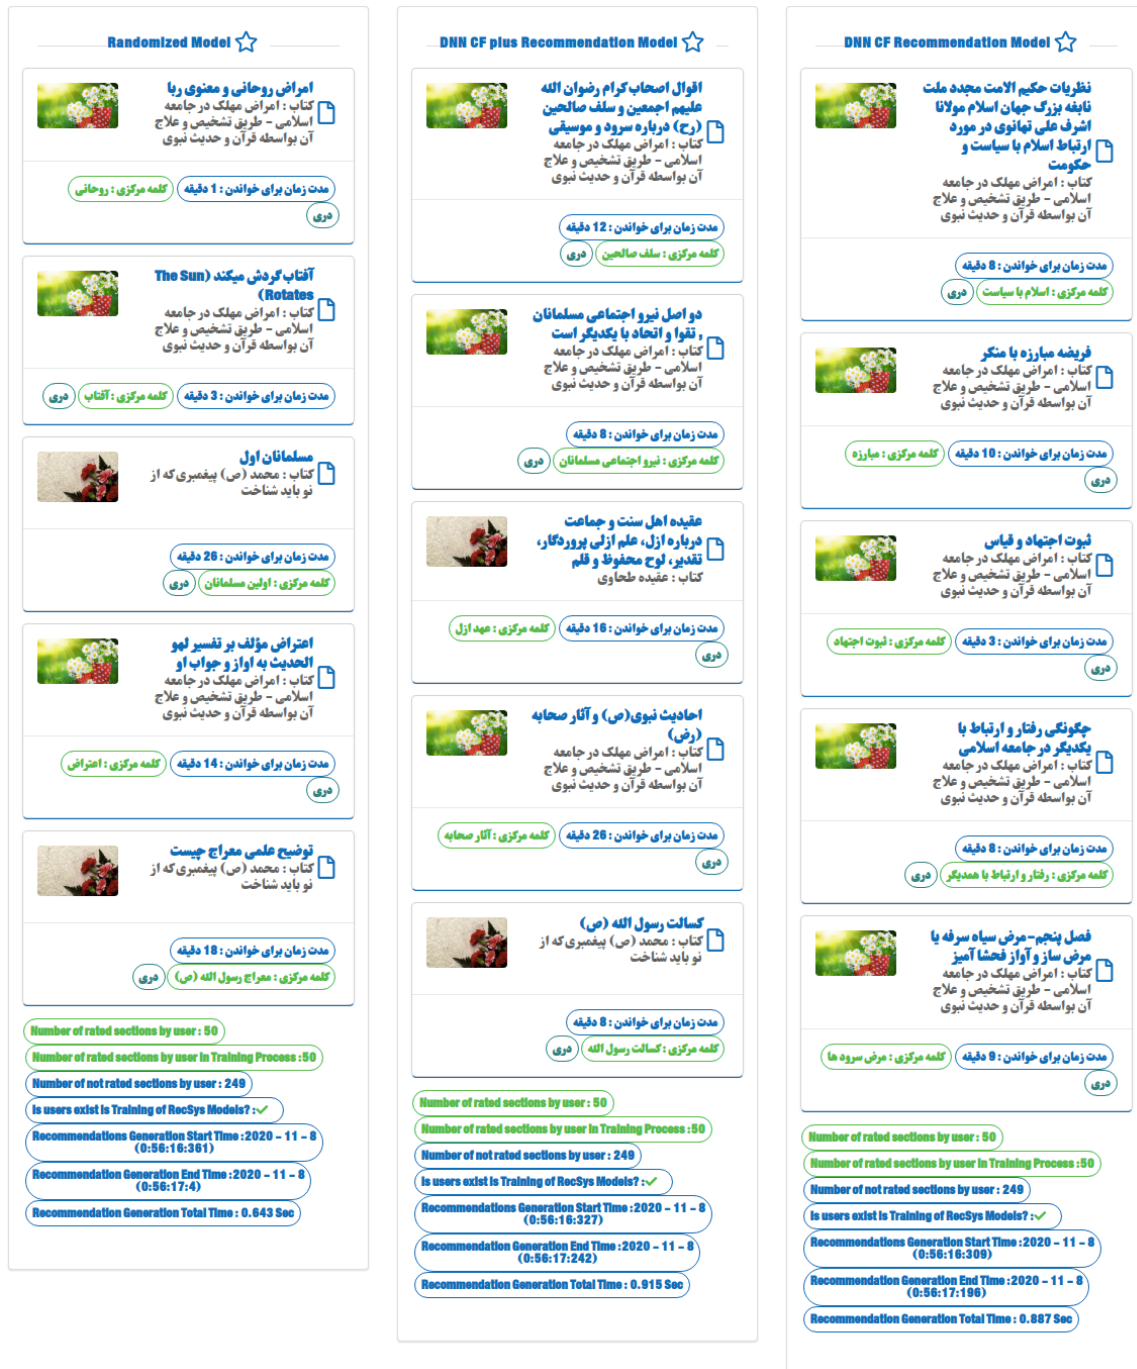 Randomized Model
امراض روحانی و معنوی ربا
کتاب : امراض مهلک در جامعه
اسلامی - طریق تشخیص و علاج
آن بواسطه قرآن و حدیث نبوی
مدت زمان برای خواندن : 1 دقیقه
کلمه مرکزی : روحانی
دری
آفتاب گردش میکند (The Sun
Rotates)
کتاب : امراض مهلک در جامعه
اسلامی - طریق تشخیص و علاج
آن بواسطه قرآن و حدیث نبوی
مدت زمان برای خواندن : 3 دقیقه
کلمه مرکزی : آفتاب
دری
مسلمانان اول
کتاب : محمد (ص) پیغمبری که از
نو باید شناخت
مدت زمان برای خواندن : 26 دقیقه
کلمه مرکزی : اولین مسلمانان
دری
اعتراض مؤلف بر تفسیر لهو
الحدیث به اواز و جواب او
کتاب : امراض مهلک در جامعه
اسلامی - طریق تشخیص و علاج
آن بواسطه قرآن و حدیث نبوی
مدت زمان برای خواندن : 14 دقیقه
کلمه مرکزی : اعتراض
دری
توضیح علمی معراج چیست
کتاب : محمد (ص) پیغمبری که از
نو باید شناخت
مدت زمان برای خواندن : 18 دقیقه
کلمه مرکزی : معراج رسول الله (ص)
دری
Number of rated sections by user : 50
Number of rated sections by user in Training Process :50
Number of not rated sections by user : 249
Is users exist is Training of RecSys Models? :
Recommendations Generation Start Time :2020 - 11 - 8
(0:56:16:361)
Recommendation Generation End Time :2020 - 11 - 8
(0:56:17:4)
Recommendation Generation Total Time : 0.643 Sec
DNN CF plus Recommendation Model
اقوال اصحاب کرام رضوان الله
علیهم اجمعین و سلف صالحین
(رح) درباره سرود و موسیقی
کتاب : امراض مهلک در جامعه
اسلامی - طریق تشخیص و علاج
آن بواسطه قرآن و حدیث نبوی
مدت زمان برای خواندن : 12 دقیقه
کلمه مرکزی : سلف صالحین
دری
دو اصل نیرو اجتماعی مسلمانان
, تقوا و اتحاد با یکدیگر است
کتاب : امراض مهلک در جامعه
اسلامی - طریق تشخیص و علاج
آن بواسطه قرآن و حدیث نبوی
مدت زمان برای خواندن : 8 دقیقه
کلمه مرکزی : نیرو اجتماعی مسلمانان
دری
عقیده اهل سنت و جماعت
درباره ازل، علم ازلی پروردگار،
تقدیر، لوح محفوظ و قلم
کتاب : عقیده طحاوی
مدت زمان برای خواندن : 16 دقیقه
کلمه مرکزی : عهد ازل
دری
احادیث نبوی(ص) و آثار صحابه
(رض)
کتاب : امراض مهلک در جامعه
اسلامی - طریق تشخیص و علاج
آن بواسطه قرآن و حدیث نبوی
مدت زمان برای خواندن : 26 دقیقه
کلمه مرکزی : آثار صحابه
دری
کسالت رسول الله (ص)
کتاب : محمد (ص) پیغمبری که از
نو باید شناخت
مدت زمان برای خواندن : 8 دقیقه
کلمه مرکزی : کسالت رسول الله
دری
Number of rated sections by user : 50
Number of rated sections by user in Training Process :50
Number of not rated sections by user : 249
Is users exist is Training of RecSys Models? :
Recommendations Generation Start Time :2020 - 11 - 8
(0:56:16:327)
Recommendation Generation End Time :2020 - 11 - 8
(0:56:17:242)
Recommendation Generation Total Time : 0.915 Sec
DNN CF Recommendation Model
نظریات حکیم الامت مجدد ملت
نابغه بزرگ جهان اسلام مولانا
اشرف علی تهانوی در مورد
ارتباط اسلام با سیاست و
حکومت
کتاب : امراض مهلک در جامعه
اسلامی - طریق تشخیص و علاج
آن بواسطه قرآن و حدیث نبوی
مدت زمان برای خواندن : 8 دقیقه
کلمه مرکزی : اسلام با سیاست
دری
فریضه مبارزه با منکر
کتاب : امراض مهلک در جامعه
اسلامی - طریق تشخیص و علاج
آن بواسطه قرآن و حدیث نبوی
مدت زمان برای خواندن : 10 دقیقه
کلمه مرکزی : مبارزه
دری
ثبوت اجتهاد و قیاس
کتاب : امراض مهلک در جامعه
اسلامی - طریق تشخیص و علاج
آن بواسطه قرآن و حدیث نبوی
مدت زمان برای خواندن : 3 دقیقه
کلمه مرکزی : ثبوت اجتهاد
دری
چگونگی رفتار و ارتباط با
یکدیگر در جامعه اسلامی
کتاب : امراض مهلک در جامعه
اسلامی - طریق تشخیص و علاج
آن بواسطه قرآن و حدیث نبوی
مدت زمان برای خواندن : 8 دقیقه
کلمه مرکزی : رفتار و ارتباط با همدیگر
دری
فصل پنجم-مرض سیاه سرفه یا
مرض ساز و آواز فحشا آمیز
کتاب : امراض مهلک در جامعه
اسلامی - طریق تشخیص و علاج
آن بواسطه قرآن و حدیث نبوی
مدت زمان برای خواندن : 9 دقیقه
کلمه مرکزی : مرض سرود ها
دری
Number of rated sections by user : 50
Number of rated sections by user in Training Process :50
Number of not rated sections by user : 249
Is users exist is Training of RecSys Models? :
Recommendations Generation Start Time :2020 - 11 - 8
(0:56:16:309)
Recommendation Generation End Time :2020 - 11 - 8
(0:56:17:196)
Recommendation Generation Total Time : 0.887 Sec